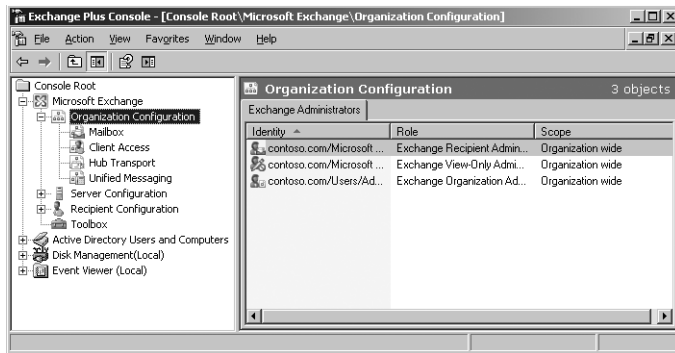 Exchange Plus Console - [Console Root\Microsoft Exchange\Organization Configuration]
File Action View Favorites Window Help
Console Root
Microsoft Exchange
Organization Configuration
Mailbox
Client Access
Hub Transport
Unified Messaging
Server Configuration
Recipient Configuration
Toolbox
Active Directory Users and Computers
Disk Management(Local)
Event Viewer (Local)
Organization Configuration 3 objects
Exchange Administrators
Identity Role Scope
contoso.com/Microsoft ... Exchange Recipient Admin... Organization wide
contoso.com/Microsoft ... Exchange View-Only Admi... Organization wide
contoso.com/Users/Ad... Exchange Organization Ad... Organization wide